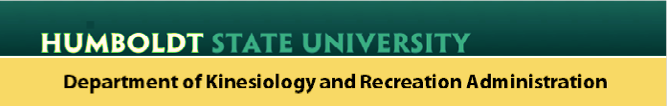 HUMBOLDT STATE UNIVERSITY
Department of Kinesiology and Recreation Administration